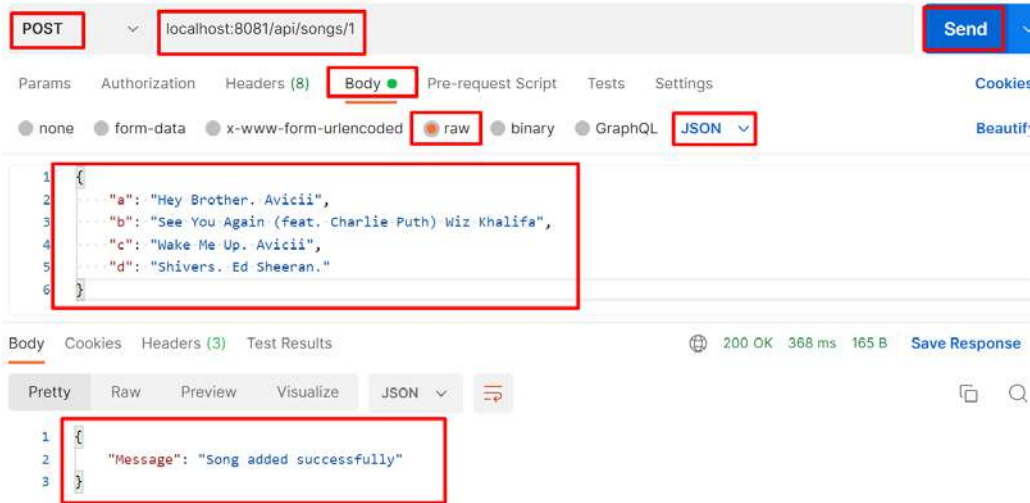 POST localhost:8081/api/songs/1 Send
Params Authorization Headers (8) Body Pre-request Script Tests Settings Cookies
none form-data x-www-form-urlencoded raw binary GraphQL JSON Beautify
1 {
2 "a": "Hey Brother. Avicii",
3 "b": "See You Again (feat. Charlie Puth) Wiz Khalifa",
4 "c": "Wake Me Up. Avicii",
5 "d": "Shivers. Ed Sheeran."
6 }
Body Cookies Headers (3) Test Results 200 OK 368 ms 165 B Save Response
Pretty Raw Preview Visualize JSON
1 {
2 "Message": "Song added successfully"
3 }